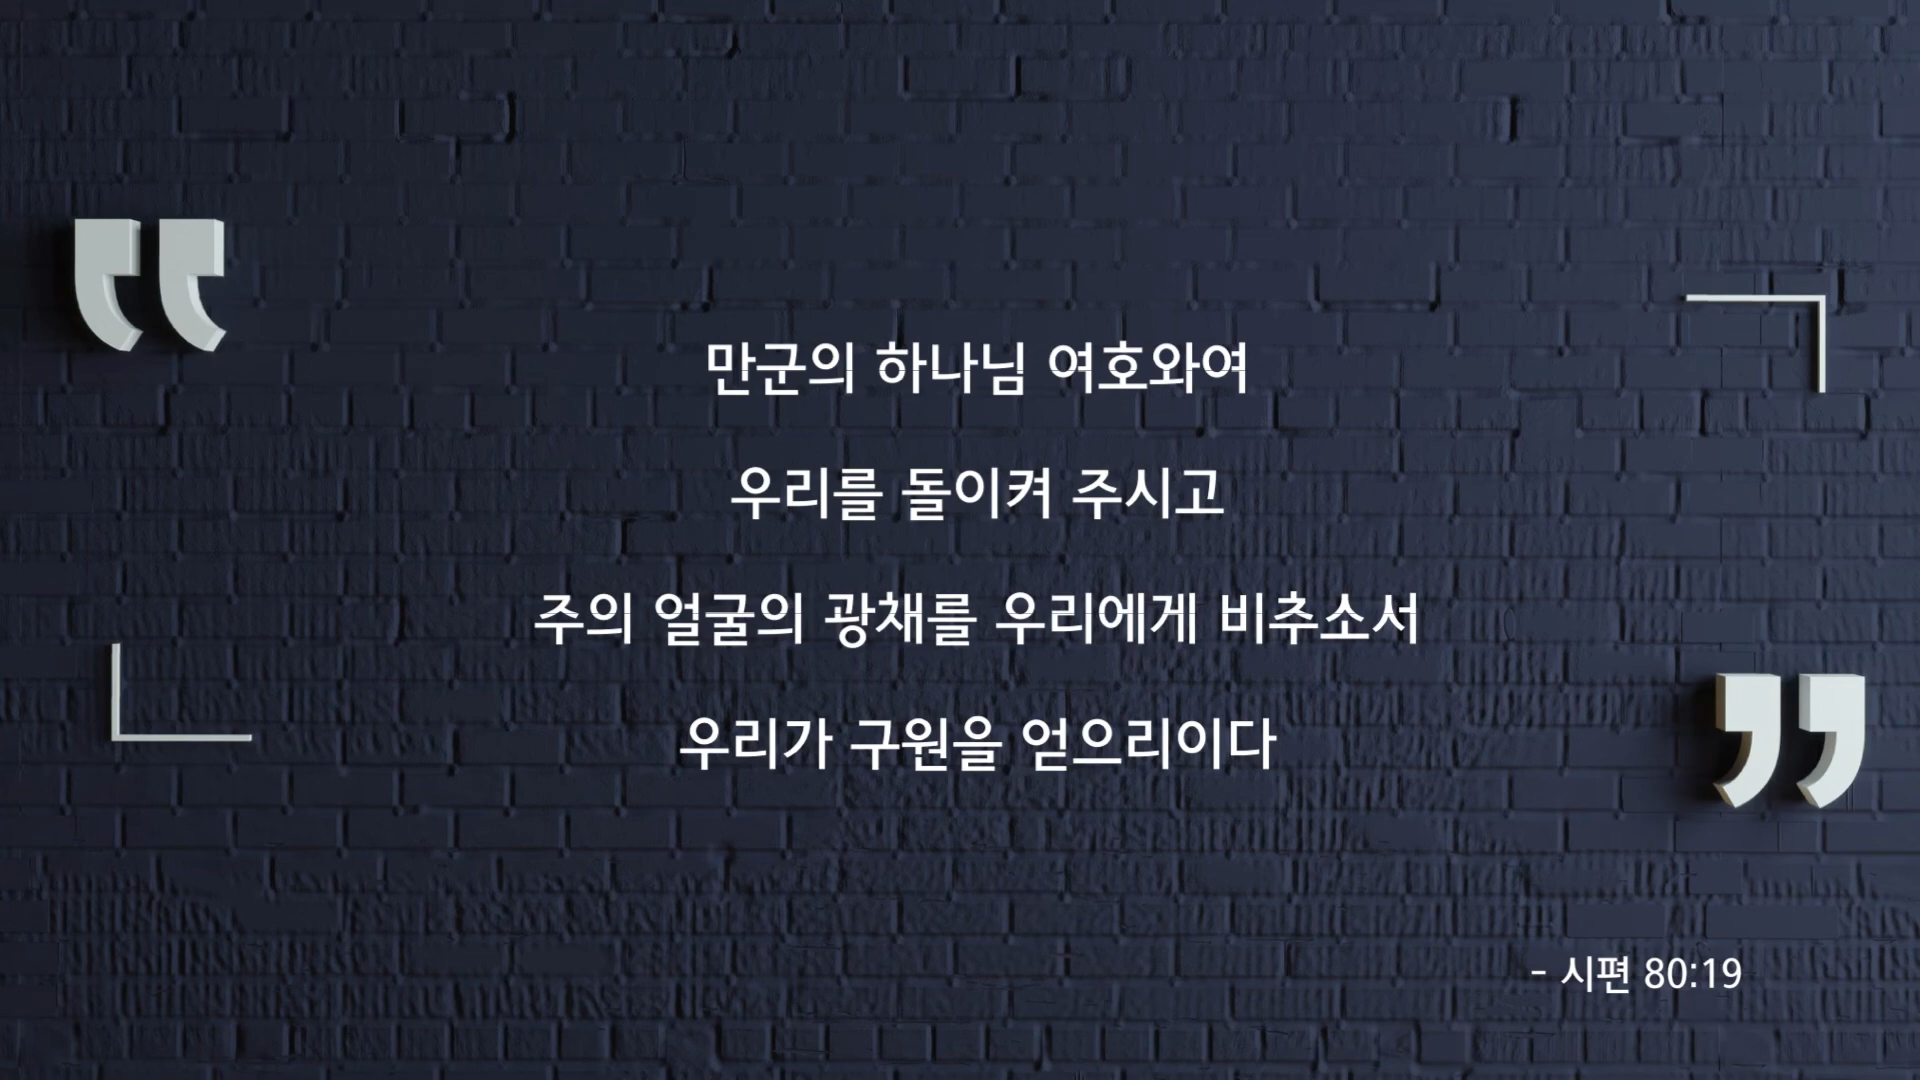 만군의 하나님 여호와여
우리를 돌이켜 주시고
주의 얼굴의 광채를 우리에게 비추소서
우리가 구원을 얻으리이다
- 시편 80:19